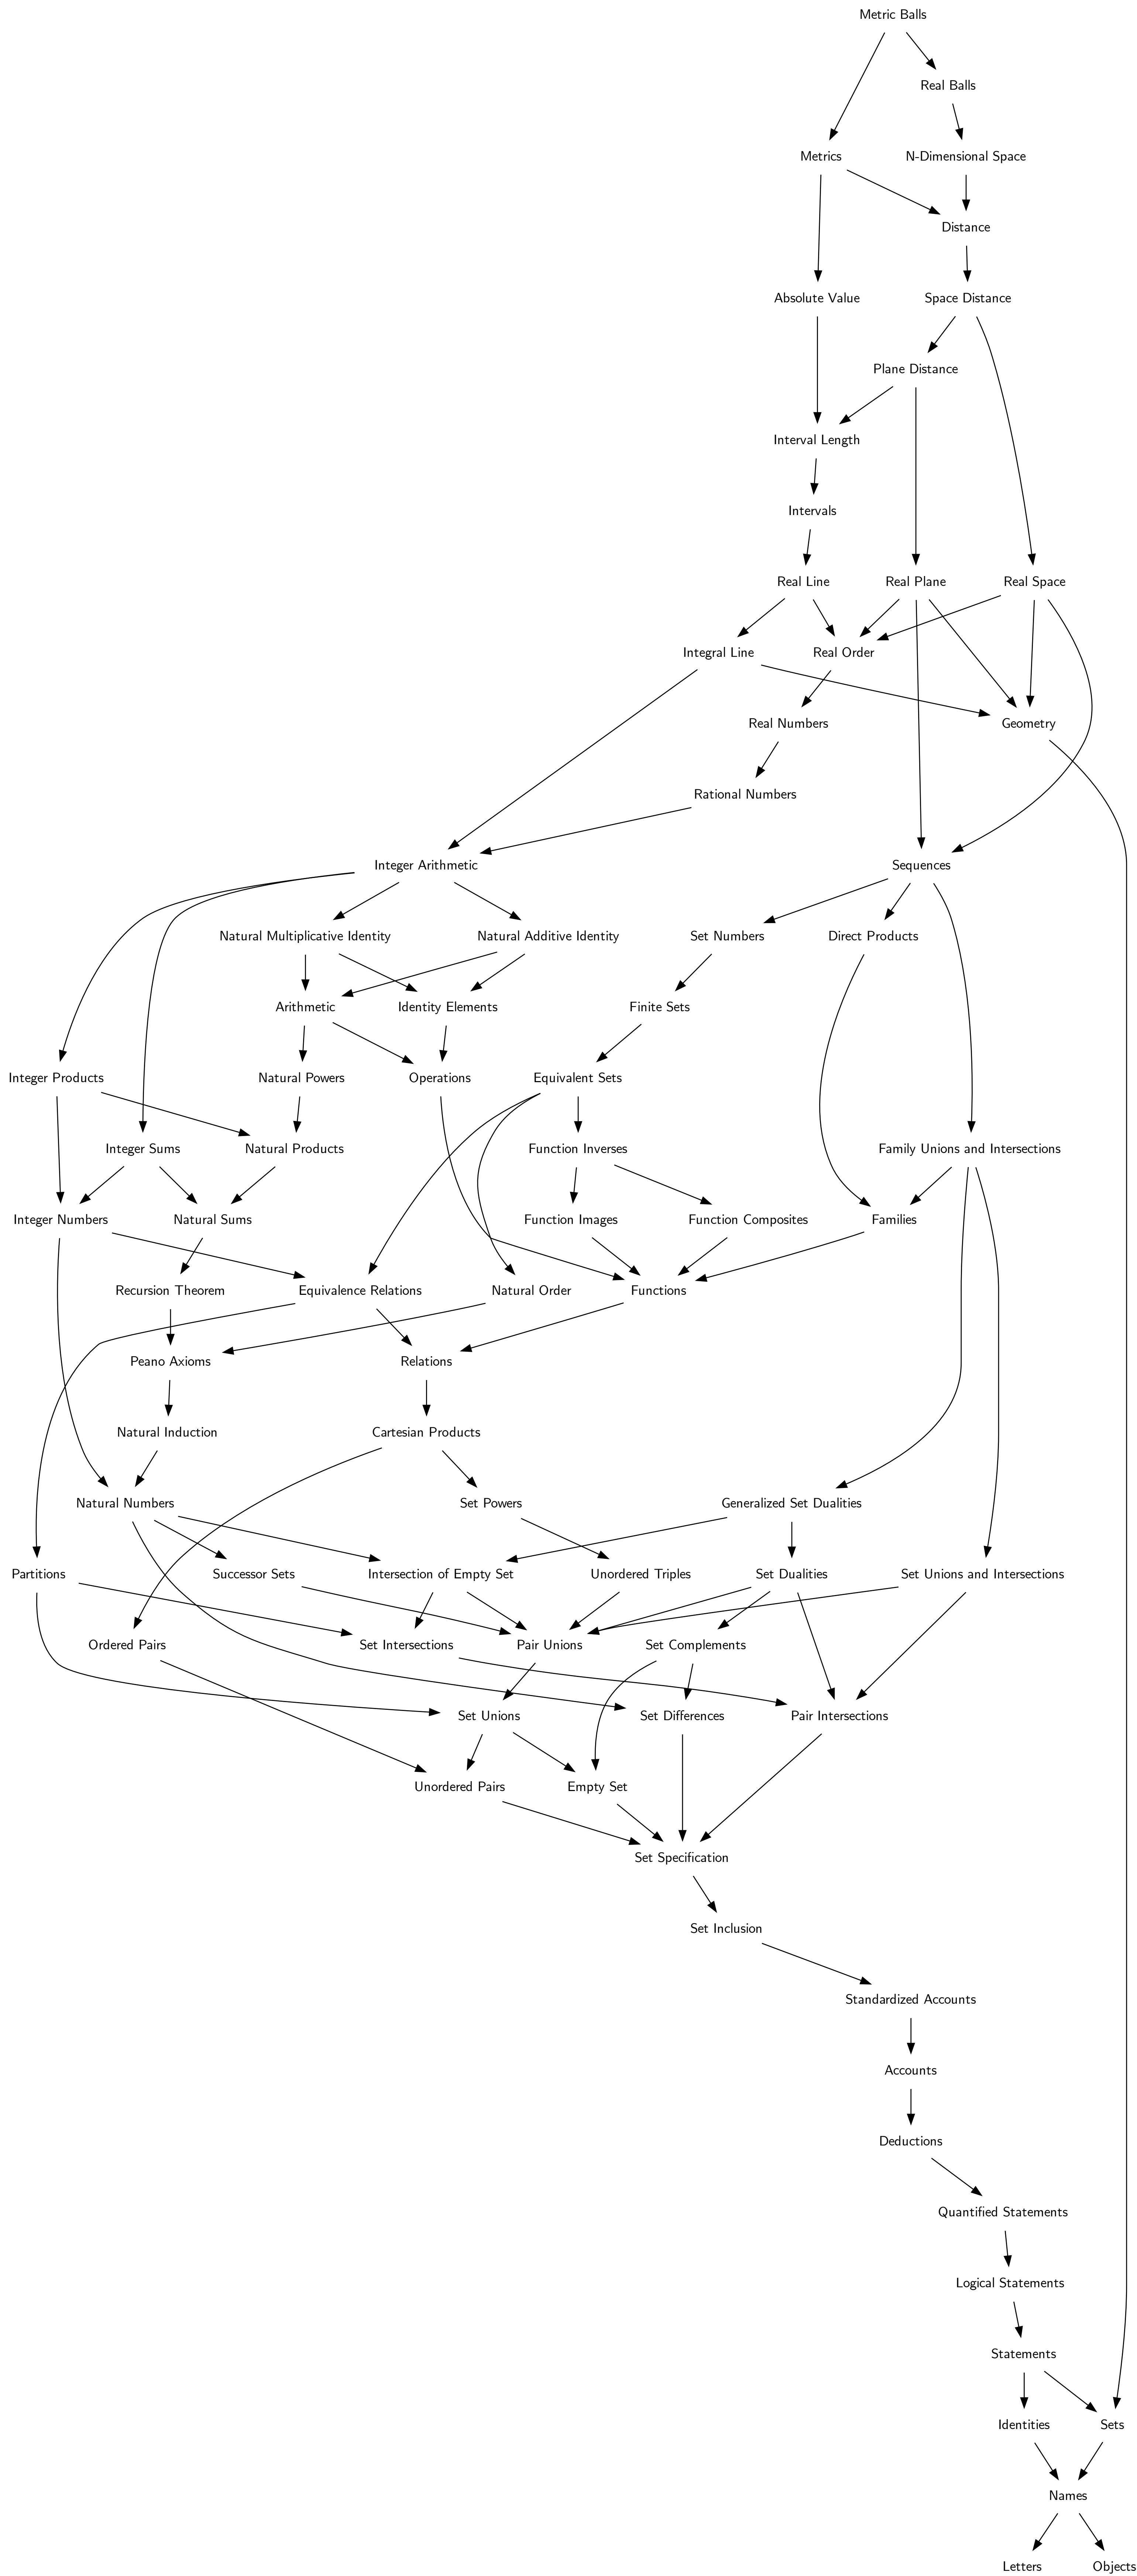 Metric Balls
Real Balls
Metrics
N-Dimensional Space
Distance
Absolute Value
Space Distance
Plane Distance
Interval Length
Intervals
Real Line
Real Plane
Real Space
Integral Line
Real Order
Real Numbers
Geometry
Rational Numbers
Integer Arithmetic
Sequences
Natural Multiplicative Identity
Natural Additive Identity
Set Numbers
Direct Products
Arithmetic
Identity Elements
Finite Sets
Integer Products
Natural Powers
Operations
Equivalent Sets
Integer Sums
Natural Products
Function Inverses
Family Unions and Intersections
Integer Numbers
Natural Sums
Function Images
Function Composites
Families
Recursion Theorem
Equivalence Relations
Natural Order
Functions
Peano Axioms
Relations
Natural Induction
Cartesian Products
Natural Numbers
Set Powers
Generalized Set Dualities
Partitions
Successor Sets
Intersection of Empty Set
Unordered Triples
Set Dualities
Set Unions and Intersections
Ordered Pairs
Set Intersections
Pair Unions
Set Complements
Set Unions
Set Differences
Pair Intersections
Unordered Pairs
Empty Set
Set Specification
Set Inclusion
Standardized Accounts
Accounts
Deductions
Quantified Statements
Logical Statements
Statements
Identities
Sets
Names
Letters
Objects